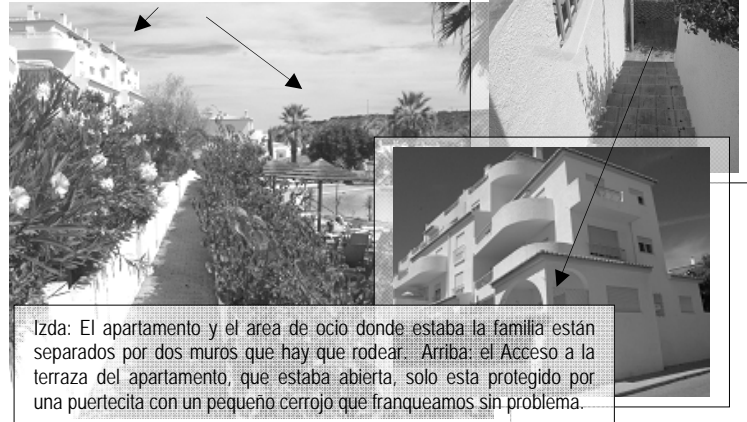 Izda: El apartamento y el area de ocio donde estaba la familia están
separados por dos muros que hay que rodear. Arriba: el Acceso a la
terraza del apartamento, que estaba abierta, solo esta protegido por
una puertecita con un pequeño cerrojo que franqueamos sin problema.